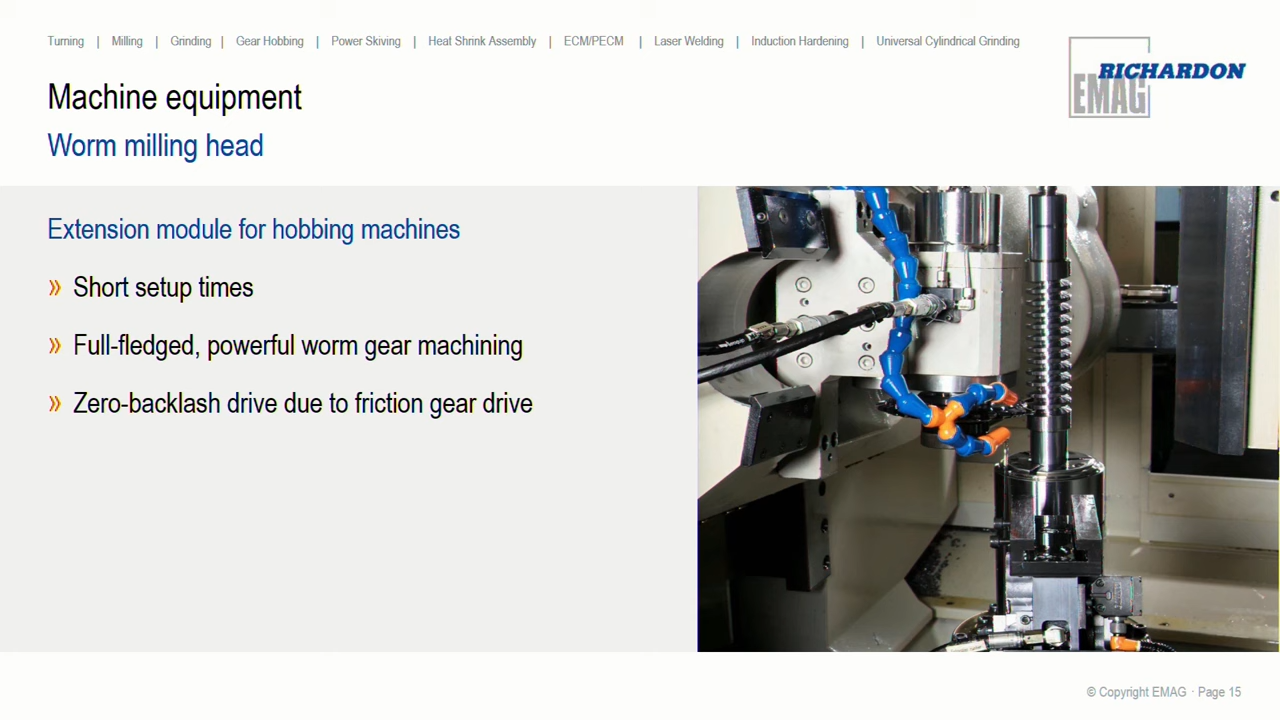 Turning | Milling | Grinding | Gear Hobbing | Power Skiving | Heat Shrink Assembly | ECM/PECM | Laser Welding | Induction Hardening | Universal Cylindrical Grinding
RICHARDON
EMAG
Machine equipment
Worm milling head
Extension module for hobbing machines
» Short setup times
» Full-fledged, powerful worm gear machining
» Zero-backlash drive due to friction gear drive
© Copyright EMAG · Page 15